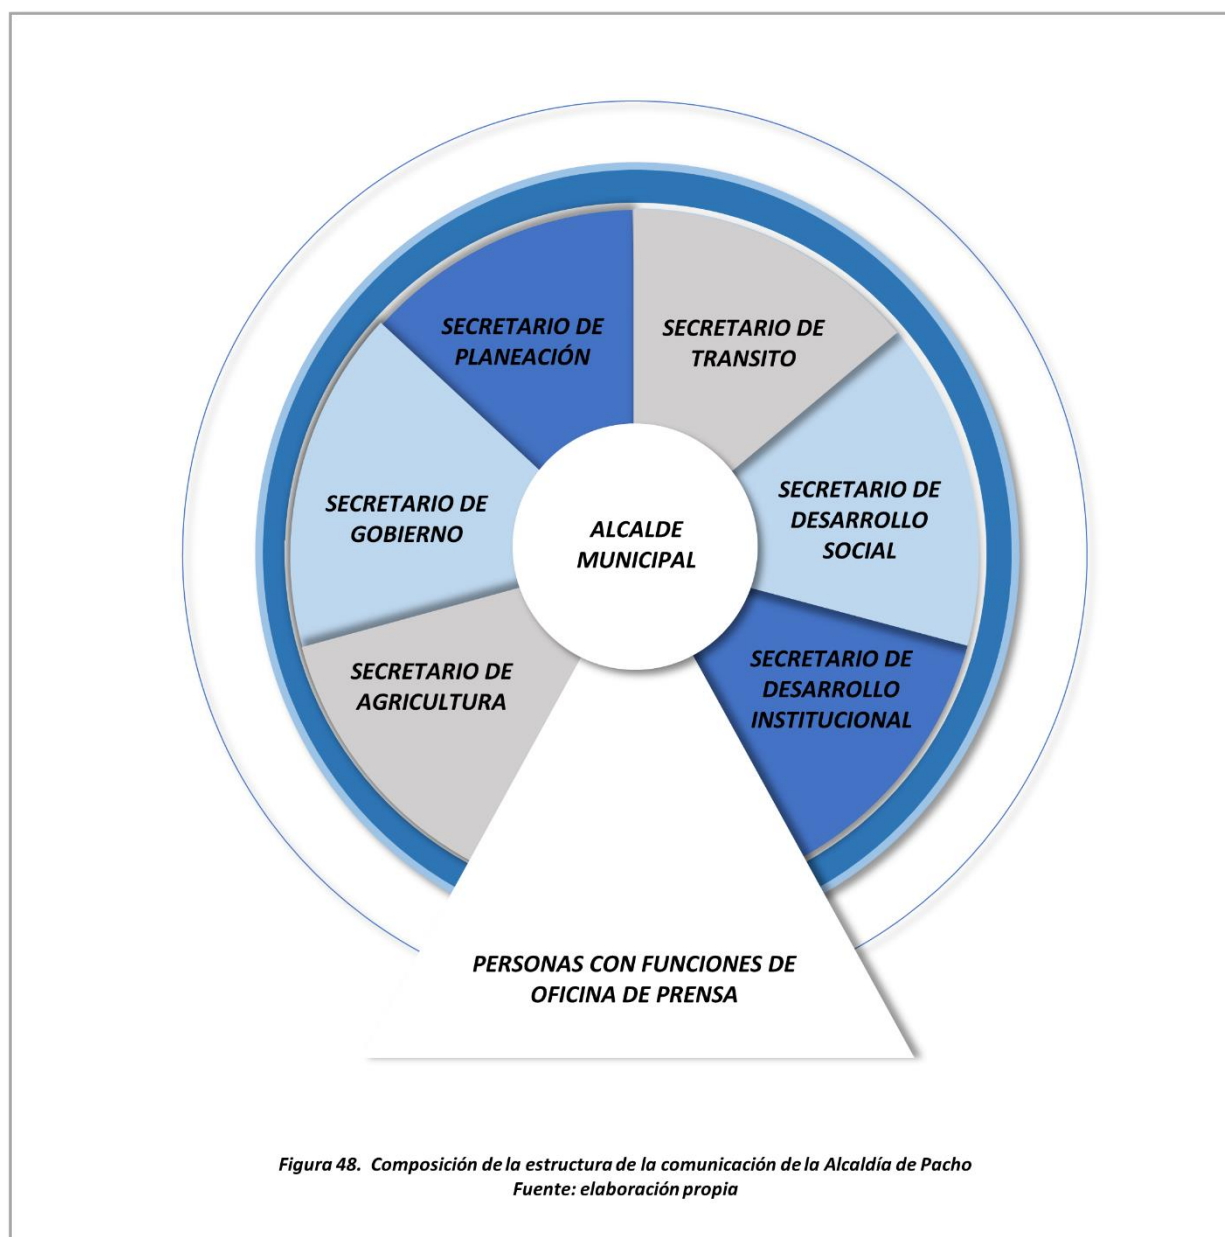 SECRETARIO DE
PLANEACIÓN
SECRETARIO DE
TRANSITO
SECRETARIO DE
GOBIERNO
ALCALDE
MUNICIPAL
SECRETARIO DE
DESARROLLO
SOCIAL
SECRETARIO DE
AGRICULTURA
SECRETARIO DE
DESARROLLO
INSTITUCIONAL
PERSONAS CON FUNCIONES DE
OFICINA DE PRENSA
Figura 48. Composición de la estructura de la comunicación de la Alcaldía de Pacho
Fuente: elaboración propia